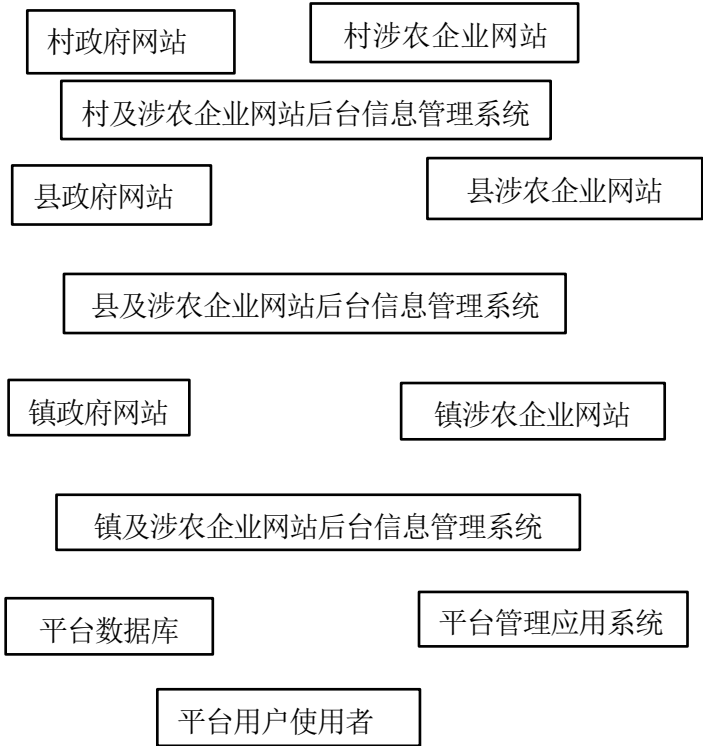 村政府网站
村涉农企业网站
村及涉农企业网站后台信息管理系统
县政府网站
县涉农企业网站
县及涉农企业网站后台信息管理系统
镇政府网站
镇涉农企业网站
镇及涉农企业网站后台信息管理系统
平台数据库
平台管理应用系统
平台用户使用者